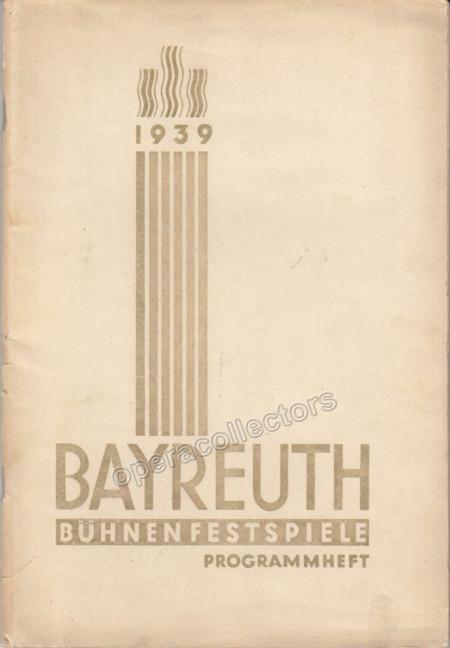 1939
BAYREUTH
operacollectors
BÜHNENFESTSPIELE
PROGRAMMHEFT